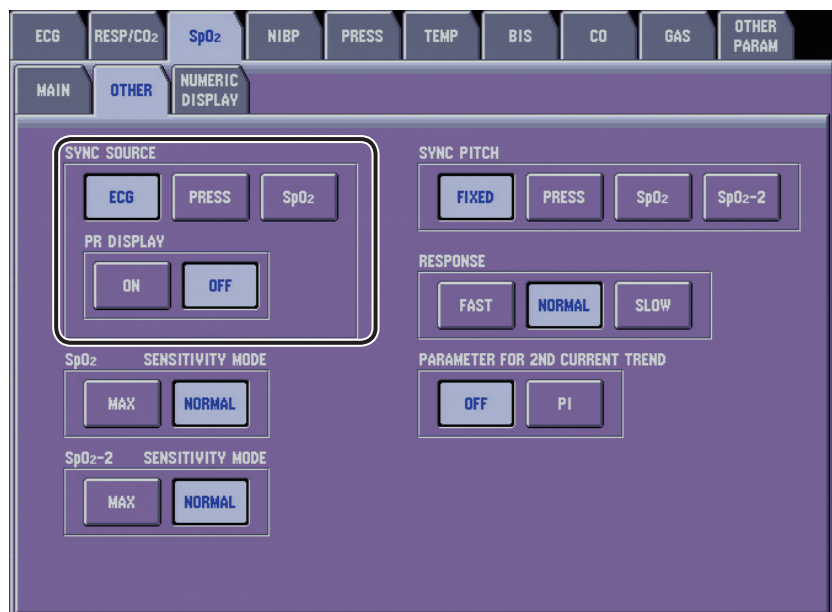 ECG RESP/CO2 SpO2 NIBP PRESS TEMP BIS CO GAS OTHER PARAM
MAIN OTHER NUMERIC DISPLAY
SYNC SOURCE
ECG PRESS SpO2
PR DISPLAY
ON OFF
SpO2 SENSITIVITY MODE
MAX NORMAL
SpO2-2 SENSITIVITY MODE
MAX NORMAL
SYNC PITCH
FIXED PRESS SpO2 SpO2-2
RESPONSE
FAST NORMAL SLOW
PARAMETER FOR 2ND CURRENT TREND
OFF PI